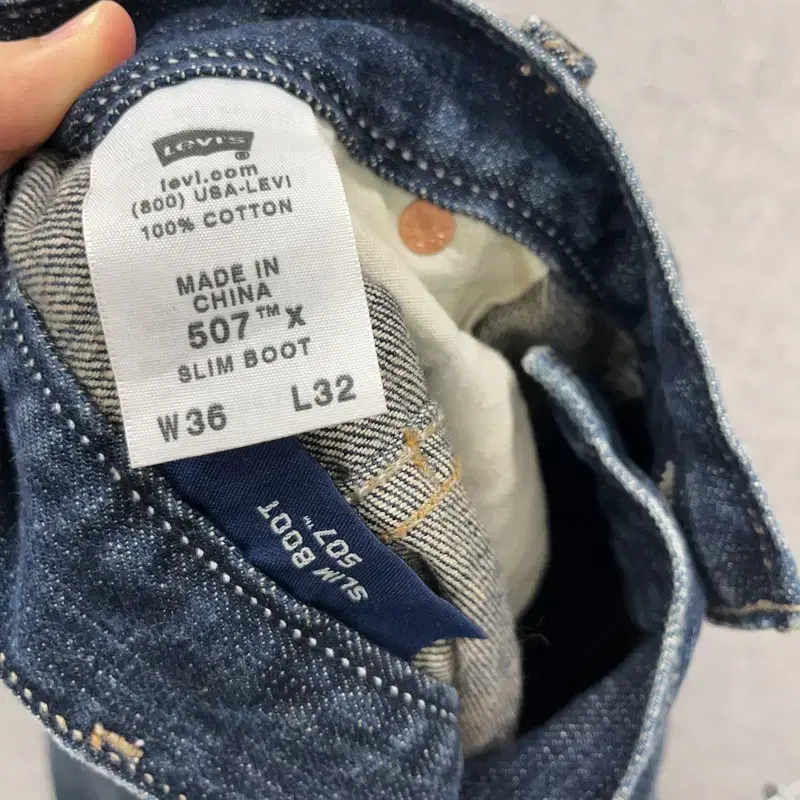 LEVI'S ®
levi.com
(800) USA-LEVI
100% COTTON
MADE IN
CHINA
507™ X
SLIM BOOT
W36 L32
SLIM BOOT
507™